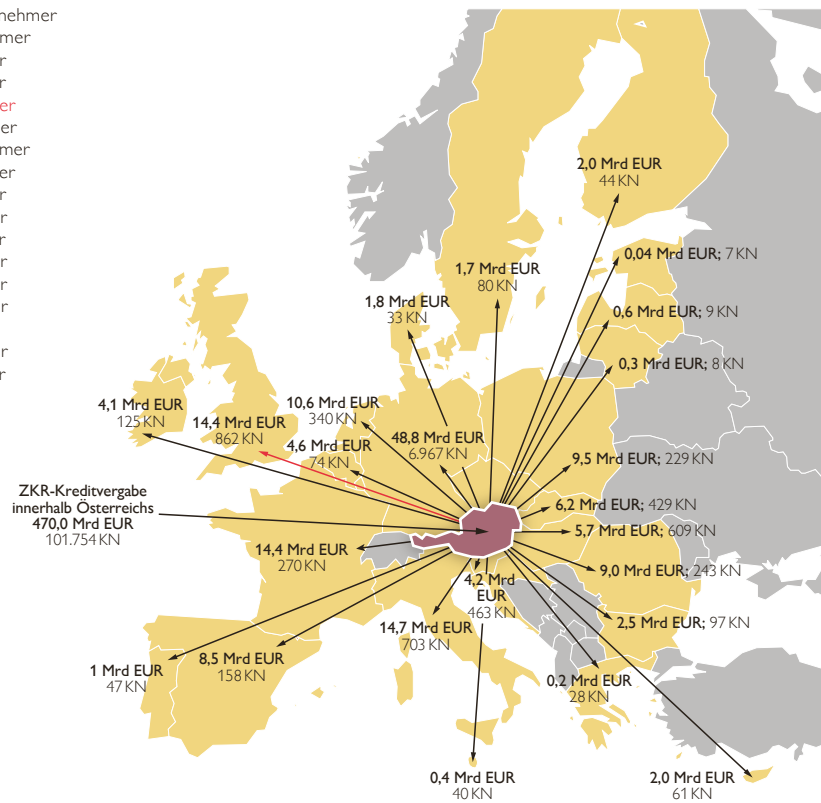 nehmer
mer
r
r
er
er
mer
er
r
r
r
r
r
r
r
r
2,0 Mrd EUR
44 KN
0,04 Mrd EUR; 7 KN
1,7 Mrd EUR
80 KN
1,8 Mrd EUR
33 KN
0,6 Mrd EUR; 9 KN
0,3 Mrd EUR; 8 KN
4,1 Mrd EUR
125 KN
14,4 Mrd EUR
862 KN
10,6 Mrd EUR
340 KN
4,6 Mrd EUR
74 KN
48,8 Mrd EUR
6.967 KN
9,5 Mrd EUR; 229 KN
ZKR-Kreditvergabe
innerhalb Österreichs
470,0 Mrd EUR
101.754 KN
6,2 Mrd EUR; 429 KN
5,7 Mrd EUR; 609 KN
14,4 Mrd EUR
270 KN
9,0 Mrd EUR; 243 KN
4,2 Mrd
EUR
463 KN
14,7 Mrd EUR
703 KN
2,5 Mrd EUR; 97 KN
1 Mrd EUR
47 KN
8,5 Mrd EUR
158 KN
0,2 Mrd EUR
28 KN
0,4 Mrd EUR
40 KN
2,0 Mrd EUR
61 KN